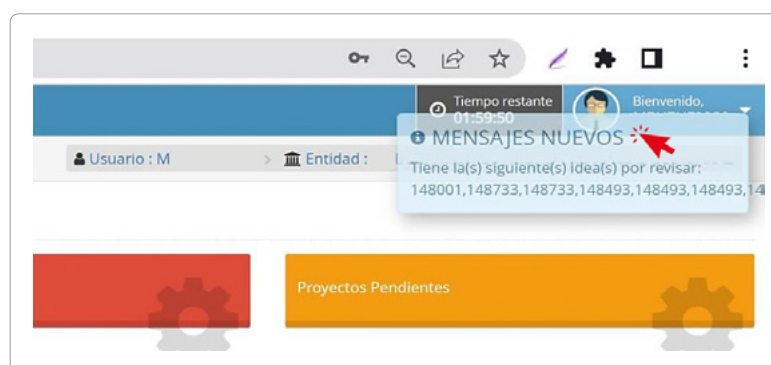 Tiempo restante
01:59:50
Bienvenido,
MENSAJES NUEVOS
Tiene la(s) siguiente(s) idea(s) por revisar:
148001,148733,148733,148493,148493,148493,14
Usuario : M
Entidad :
Proyectos Pendientes